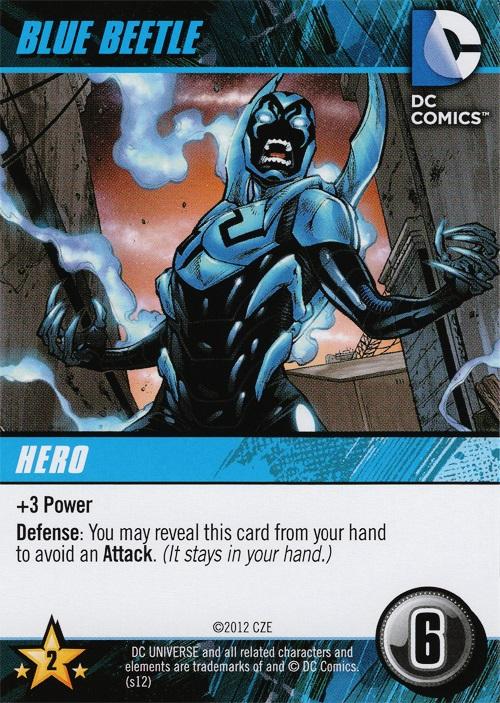 BLUE BEETLE
DC
DC
COMICS™
HERO
+3 Power
Defense: You may reveal this card from your hand
to avoid an Attack. (It stays in your hand.)
©2012 CZE
2
DC UNIVERSE and all related characters and
elements are trademarks of and © DC Comics.
(s12)
6